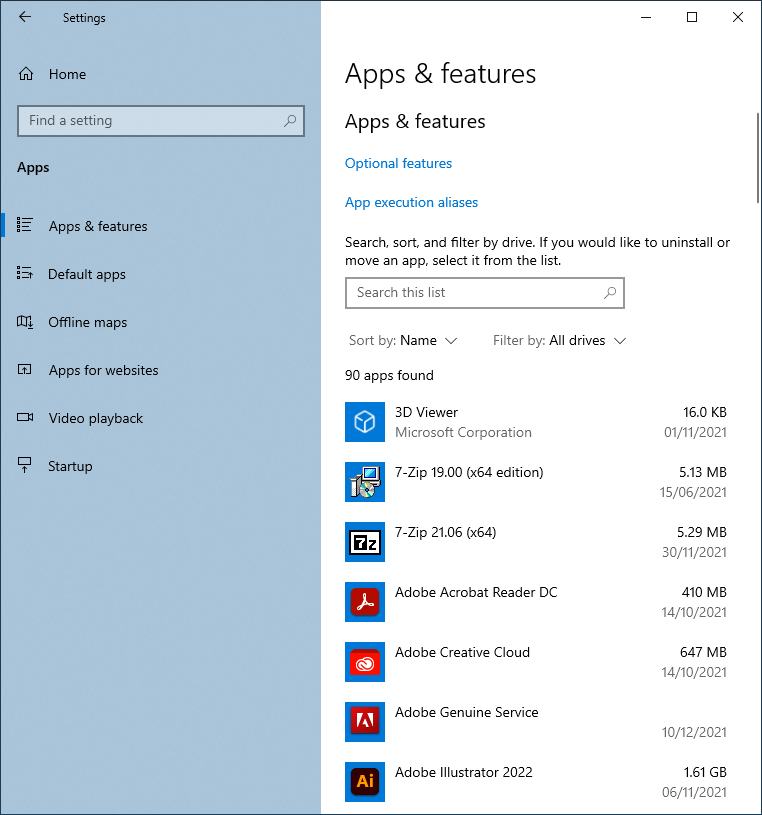 Settings
Home
Find a setting
Apps
Apps & features
Default apps
Offline maps
Apps for websites
Video playback
Startup
Apps & features
Apps & features
Optional features
App execution aliases
Search, sort, and filter by drive. If you would like to uninstall or
move an app, select it from the list.
Search this list
Sort by: Name Filter by: All drives
90 apps found
3D Viewer 16.0 KB
Microsoft Corporation 01/11/2021
7-Zip 19.00 (x64 edition) 5.13 MB
15/06/2021
7z
7-Zip 21.06 (x64) 5.29 MB
30/11/2021
Adobe Acrobat Reader DC 410 MB
14/10/2021
Adobe Creative Cloud 647 MB
14/10/2021
Adobe Genuine Service
10/12/2021
Ai
Adobe Illustrator 2022 1.61 GB
06/11/2021